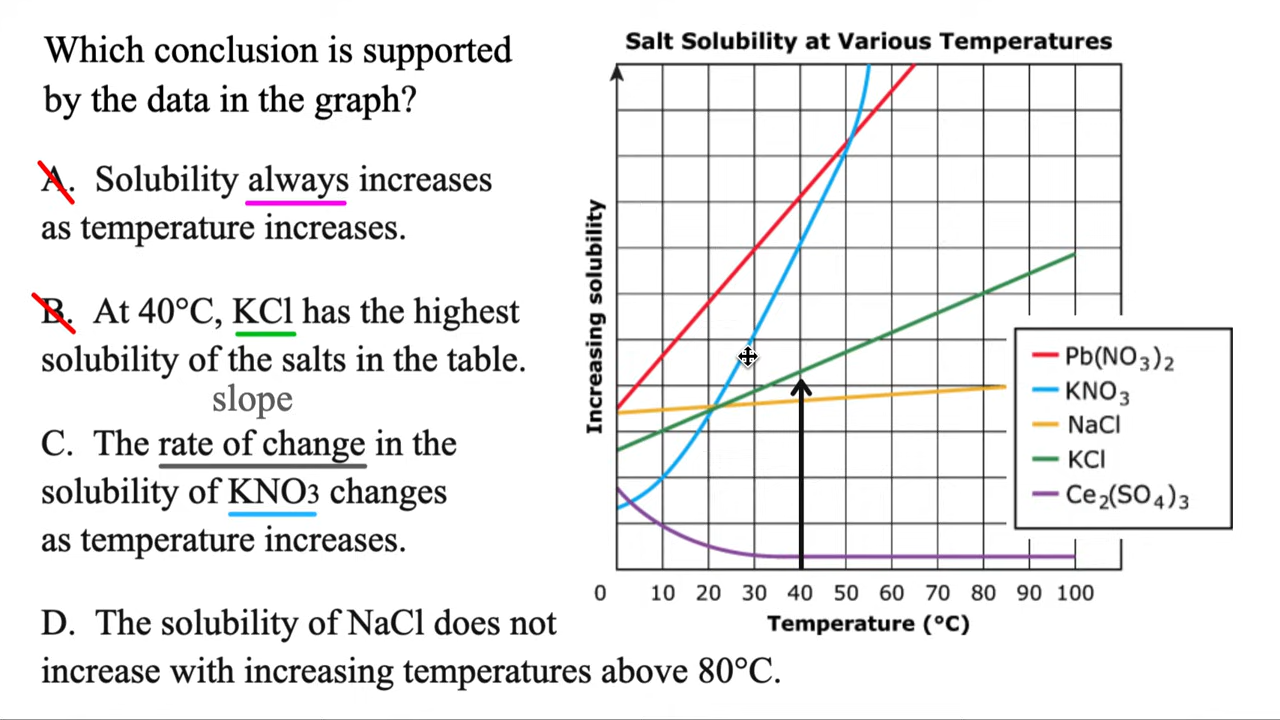 Which conclusion is supported
by the data in the graph?
A. Solubility always increases
as temperature increases.
B. At 40°C, KCl has the highest
solubility of the salts in the table.
slope
C. The rate of change in the
solubility of KNO3 changes
as temperature increases.
D. The solubility of NaCl does not
increase with increasing temperatures above 80°C.
Salt Solubility at Various Temperatures
Increasing solubility
Pb(NO₃)₂
KNO₃
NaCl
KCl
Ce₂(SO₄)₃
0 10 20 30 40 50 60 70 80 90 100
Temperature (°C)